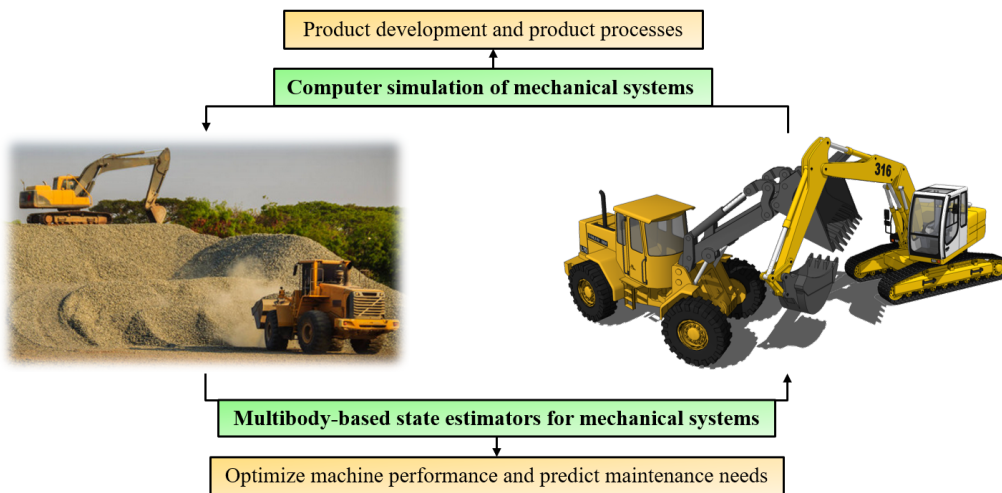 Product development and product processes
Computer simulation of mechanical systems
316
Multibody-based state estimators for mechanical systems
Optimize machine performance and predict maintenance needs